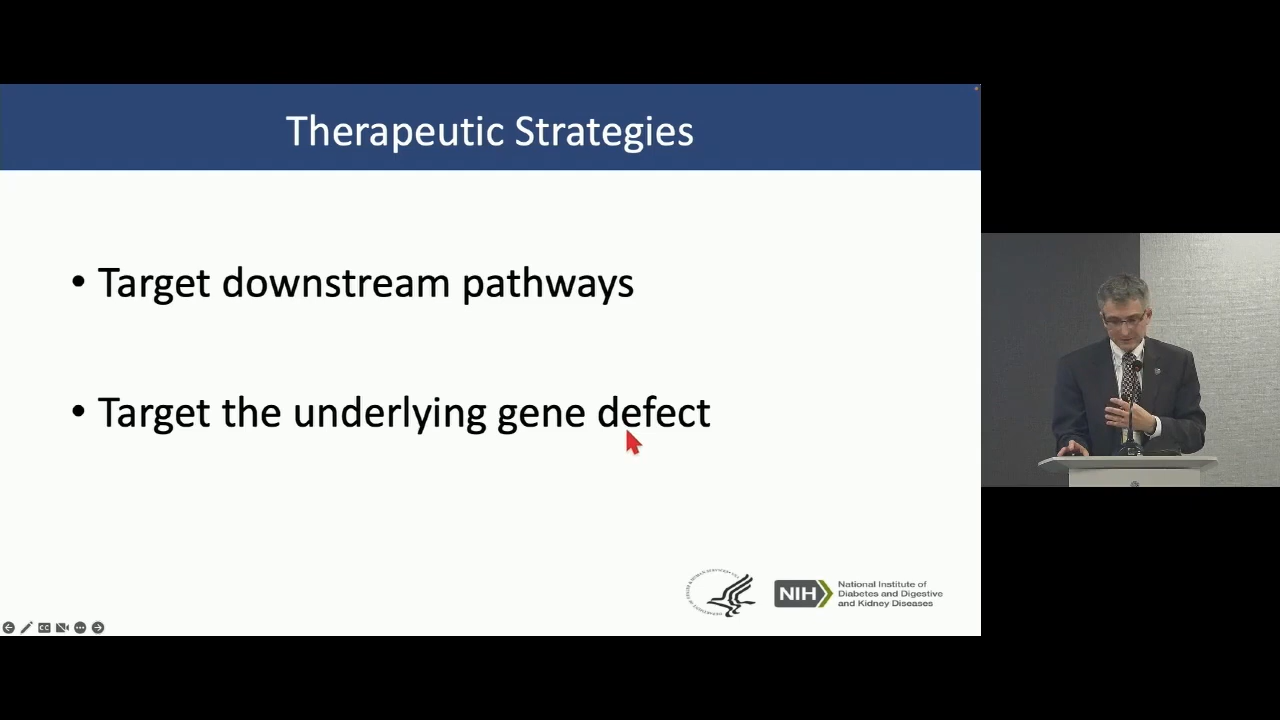 Therapeutic Strategies
• Target downstream pathways
• Target the underlying gene defect
NIH
National Institute of
Diabetes and Digestive
and Kidney Diseases
CC